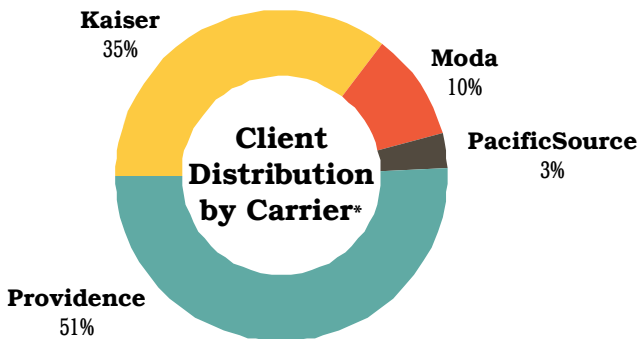 Kaiser
35%
Moda
10%
PacificSource
3%
Client
Distribution
by Carrier*
Providence
51%